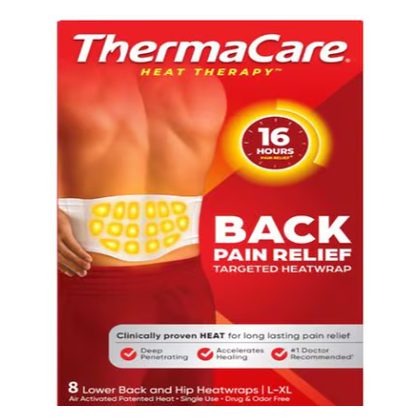 ThermaCare®
HEAT THERAPY™
16
HOURS
PAIN RELIEF*
BACK
PAIN RELIEF
TARGETED HEATWRAP
Clinically proven HEAT for long lasting pain relief
Deep Penetrating
Accelerates Healing
#1 Doctor Recommended†
8 Lower Back and Hip Heatwraps | L-XL
Air Activated Patented Heat • Single Use • Drug & Odor Free